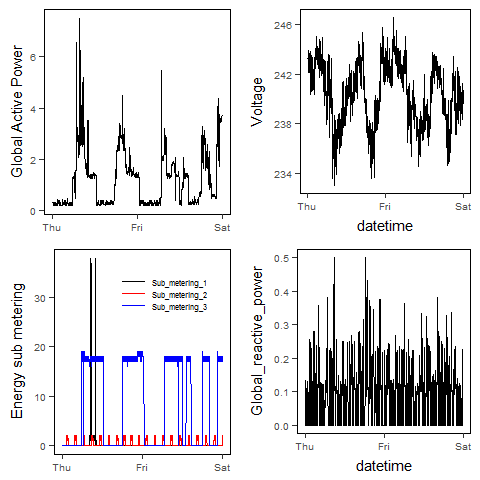 Global Active Power
6
4
2
0
Thu
Fri
Sat
Voltage
246
242
238
234
Thu
Fri
Sat
datetime
Energy sub metering
30
20
10
0
Sub_metering_1
Sub_metering_2
Sub_metering_3
Thu
Fri
Sat
Global_reactive_power
0.5
0.4
0.3
0.2
0.1
0.0
Thu
Fri
Sat
datetime